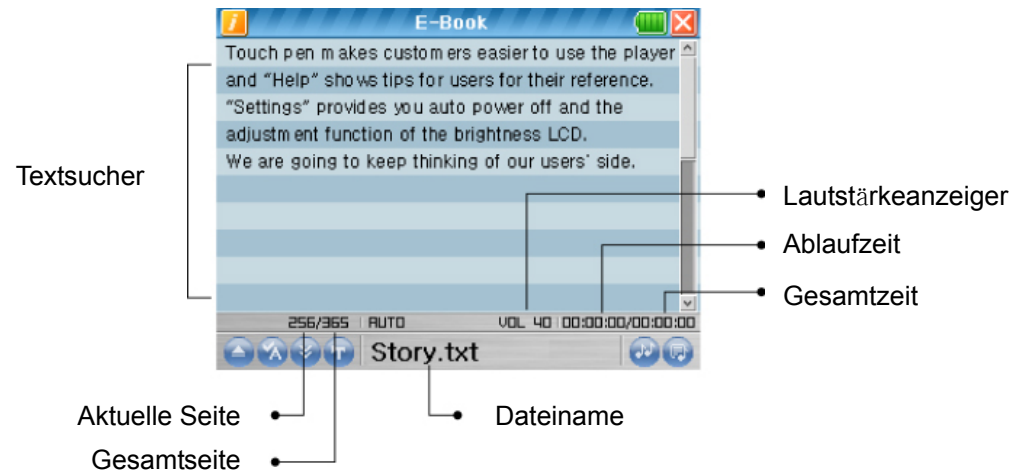 E-Book
Touch pen makes customers easier to use the player
and “Help” shows tips for users for their reference.
“Settings” provides you auto power off and the
adjustment function of the brightness LCD.
We are going to keep thinking of our users' side.
Textsucher
Lautstärkeanzeiger
Ablaufzeit
Gesamtzeit
256/365 AUTO VOL 40 00:00:00/00:00:00
Story.txt
Aktuelle Seite
Dateiname
Gesamtseite